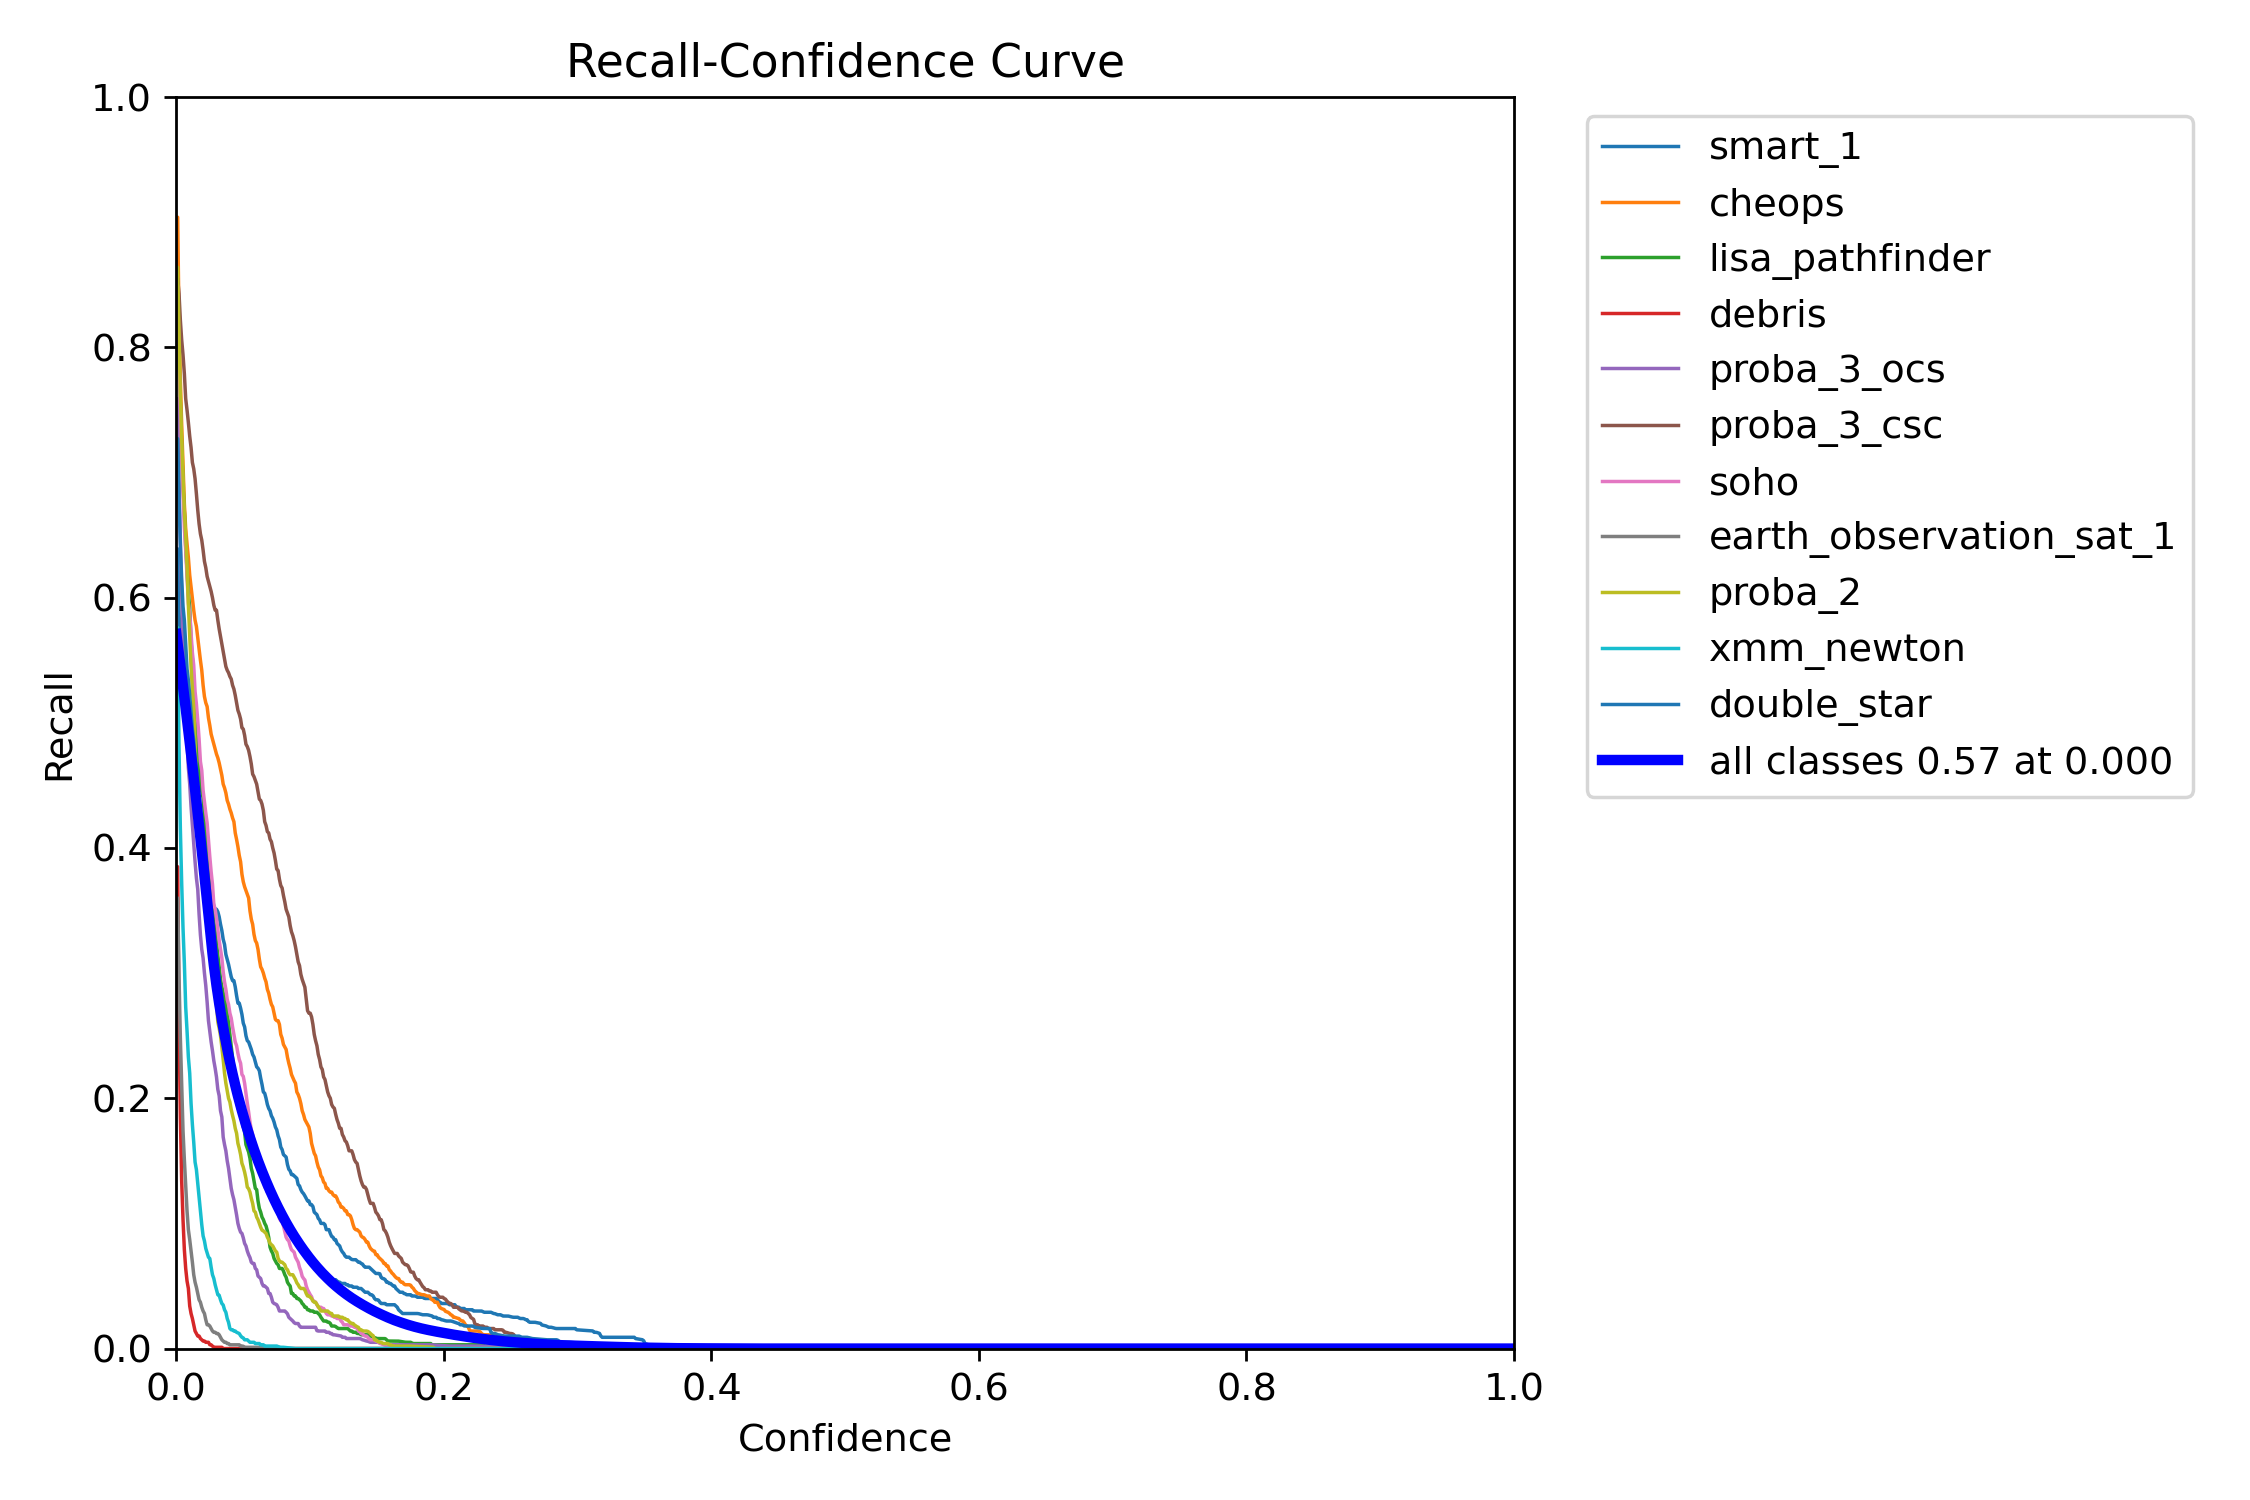 Recall-Confidence Curve
1.0
0.8
0.6
0.4
0.2
0.0
Recall
0.0 0.2 0.4 0.6 0.8 1.0
Confidence
smart_1
cheops
lisa_pathfinder
debris
proba_3_ocs
proba_3_csc
soho
earth_observation_sat_1
proba_2
xmm_newton
double_star
all classes 0.57 at 0.000